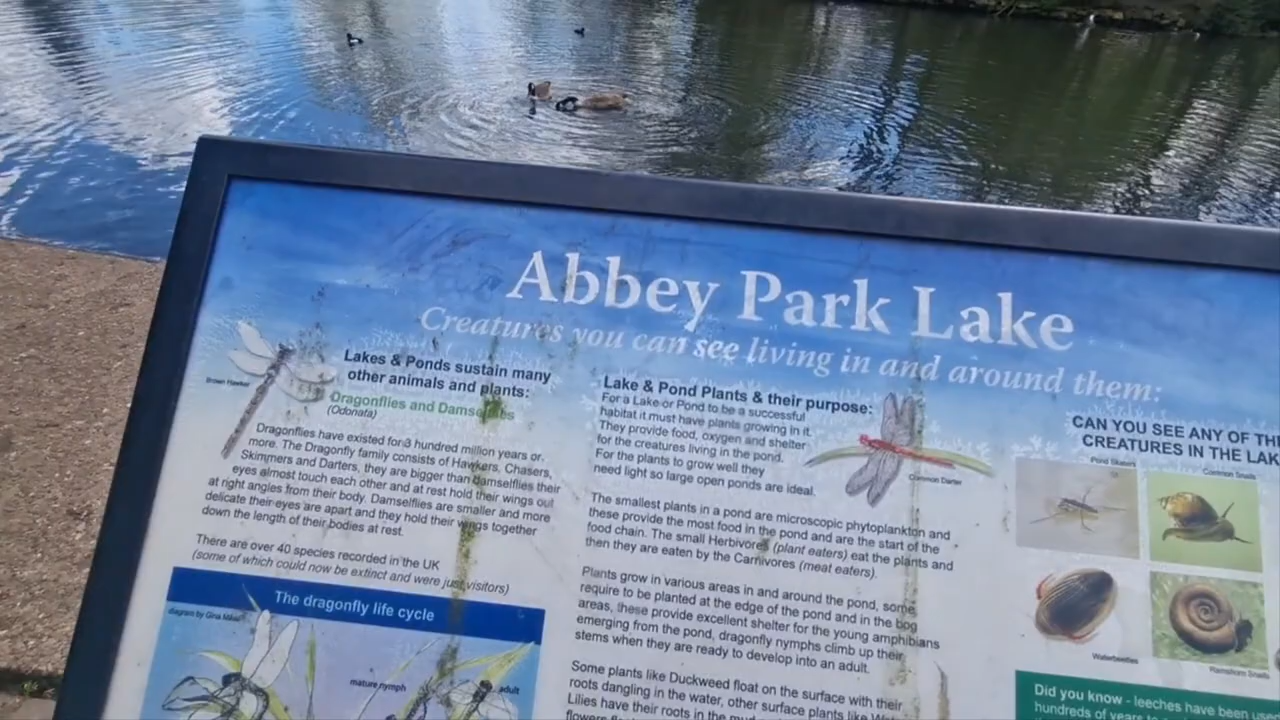 Abbey Park Lake
Creatures you can see living in and around them:
Brown Hawker
Lakes & Ponds sustain many
other animals and plants:
Dragonflies and Damselflies
(Odonata)
Dragonflies have existed for 3 hundred million years or
more. The Dragonfly family consists of Hawkers, Chasers,
Skimmers and Darters, they are bigger than damselflies their
eyes almost touch each other and at rest hold their wings out
at right angles from their body. Damselflies are smaller and more
delicate their eyes are apart and they hold their wings together
down the length of their bodies at rest.
There are over 40 species recorded in the UK
(some of which could now be extinct and were just visitors)
The dragonfly life cycle
diagram by Gina
mature nymph
adult
Lake & Pond Plants & their purpose:
For a Lake or Pond to be a successful
habitat it must have plants growing in it.
They provide food, oxygen and shelter
for the creatures living in the pond.
For the plants to grow well they
need light so large open ponds are ideal.
Common Darter
The smallest plants in a pond are microscopic phytoplankton and
these provide the most food in the pond and are the start of the
food chain. The small Herbivores (plant eaters) eat the plants and
then they are eaten by the Carnivores (meat eaters).
Plants grow in various areas in and around the pond, some
require to be planted at the edge of the pond and in the bog
areas, these provide excellent shelter for the young amphibians
emerging from the pond, dragonfly nymphs climb up their
stems when they are ready to develop into an adult.
Some plants like Duckweed float on the surface with their
roots dangling in the water, other surface plants like Wat
Lilies have their roots in the mud
flowers
CAN YOU SEE ANY OF TH
CREATURES IN THE LAK
Pond Skaters
Common Snails
Waterbeetles
Ramshorn Snails
Did you know - leeches have been use
hundreds of years